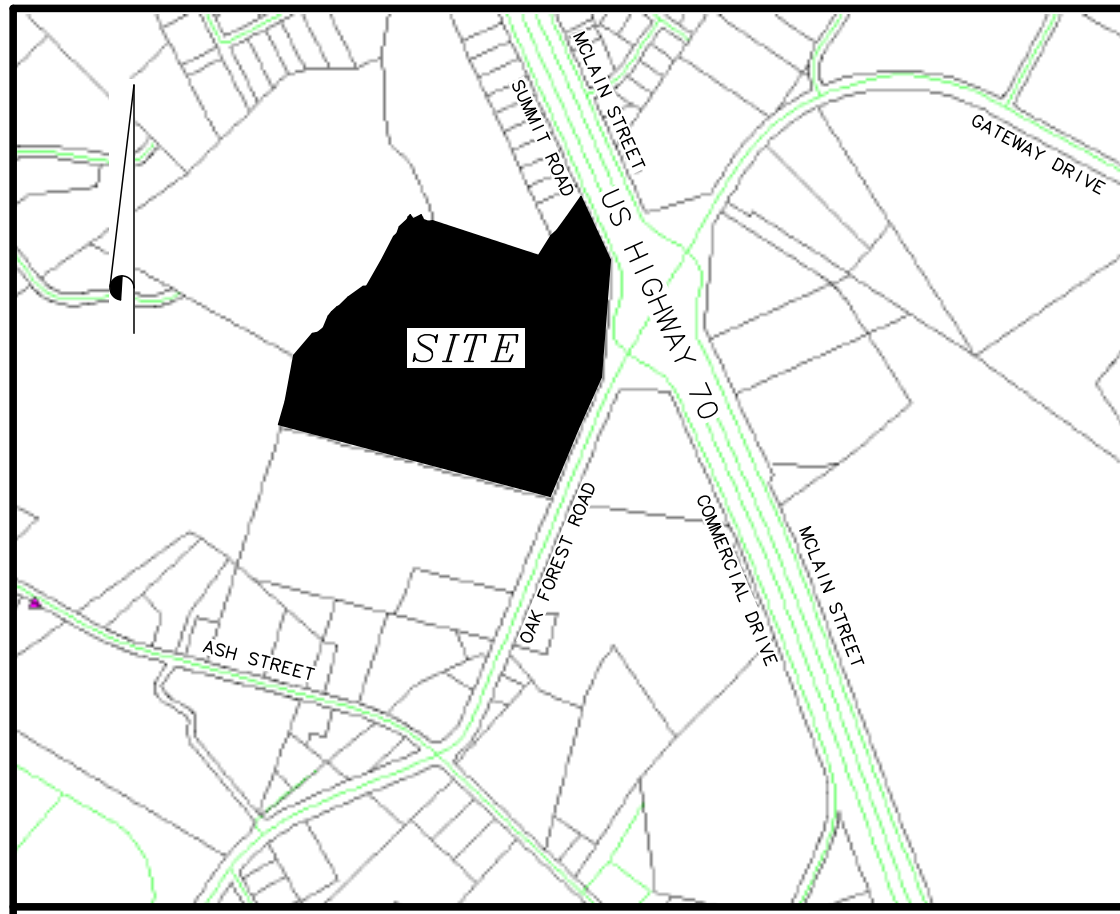 MCLAIN STREET
SUMMIT ROAD
GATEWAY DRIVE
US HIGHWAY 70
SITE
OAK FOREST ROAD
COMMERCIAL DRIVE
MCLAIN STREET
ASH STREET